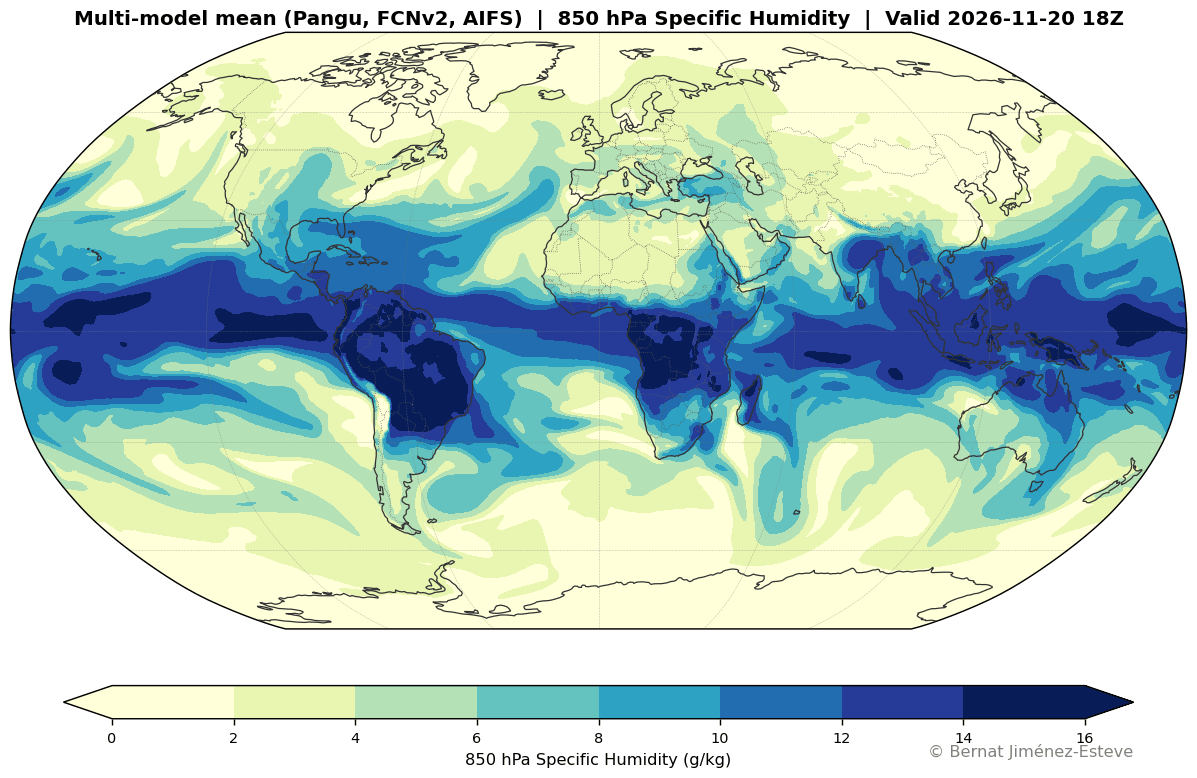 Multi-model mean (Pangu, FCNv2, AIFS)  |  850 hPa Specific Humidity  |  Valid 2026-11-20 18Z
0 2 4 6 8 10 12 14 16
850 hPa Specific Humidity (g/kg)
© Bernat Jiménez-Esteve